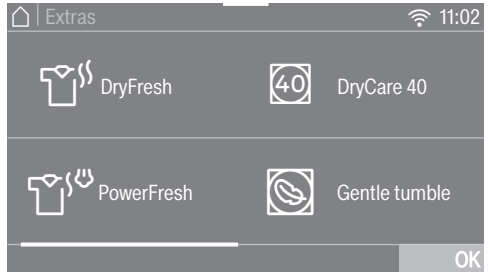 Extras
11:02
DryFresh
40
DryCare 40
PowerFresh
Gentle tumble
OK